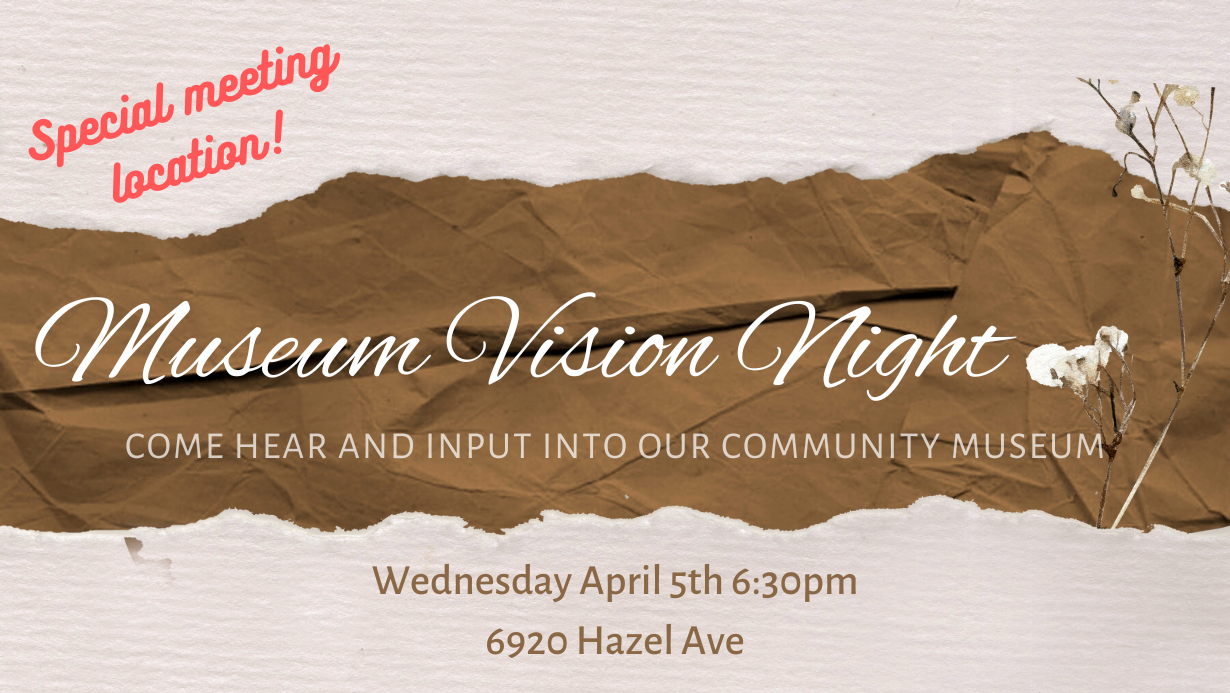 Special meeting
location!
Museum Vision Night
COME HEAR AND INPUT INTO OUR COMMUNITY MUSEUM
Wednesday April 5th 6:30pm
6920 Hazel Ave